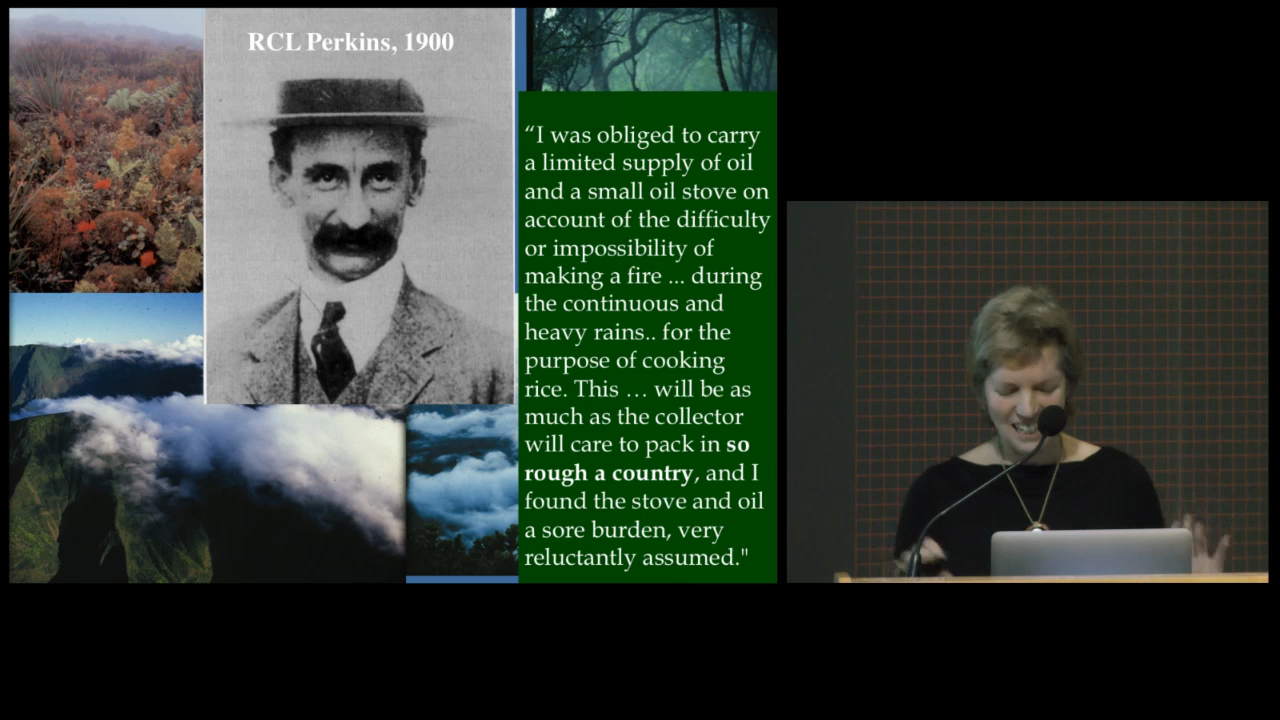 RCL Perkins, 1900
“I was obliged to carry
a limited supply of oil
and a small oil stove on
account of the difficulty
or impossibility of
making a fire ... during
the continuous and
heavy rains.. for the
purpose of cooking
rice. This … will be as
much as the collector
will care to pack in so
rough a country, and I
found the stove and oil
a sore burden, very
reluctantly assumed."